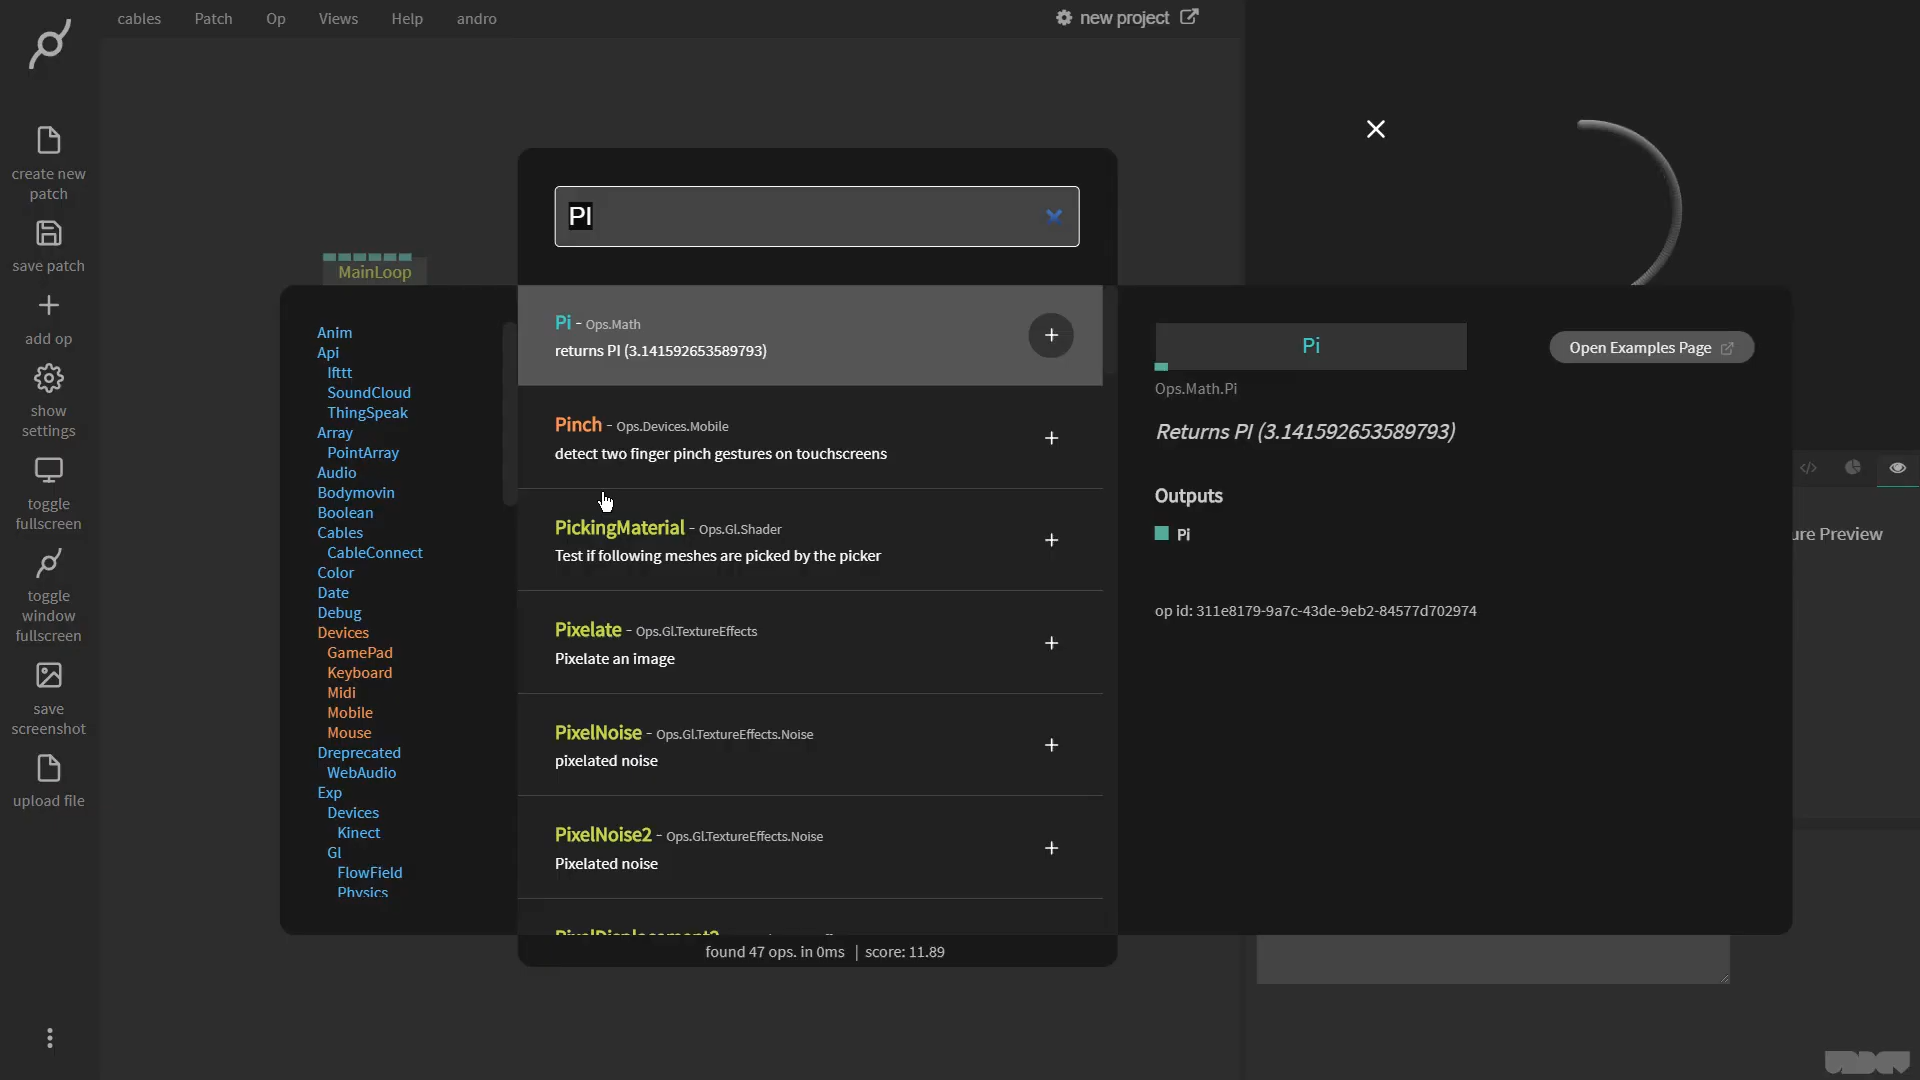 cables Patch Op Views Help andro
new project
create new
patch
save patch
add op
show
settings
toggle
fullscreen
toggle
window
fullscreen
save
screenshot
upload file
MainLoop
PI
Anim
Api
Ifttt
SoundCloud
ThingSpeak
Array
PointArray
Audio
Bodymovin
Boolean
Cables
CableConnect
Color
Date
Debug
Devices
GamePad
Keyboard
Midi
Mobile
Mouse
Dreprecated
WebAudio
Exp
Devices
Kinect
Gl
FlowField
Physics
Pi - Ops.Math
returns PI (3.141592653589793)
Pinch - Ops.Devices.Mobile
detect two finger pinch gestures on touchscreens
PickingMaterial - Ops.Gl.Shader
Test if following meshes are picked by the picker
Pixelate - Ops.Gl.TextureEffects
Pixelate an image
PixelNoise - Ops.Gl.TextureEffects.Noise
pixelated noise
PixelNoise2 - Ops.Gl.TextureEffects.Noise
Pixelated noise
PixelDisplacement2
found 47 ops. in 0ms | score: 11.89
Pi
Open Examples Page
Ops.Math.Pi
Returns PI (3.141592653589793)
Outputs
Pi
op id: 311e8179-9a7c-43de-9eb2-84577d702974
ure Preview